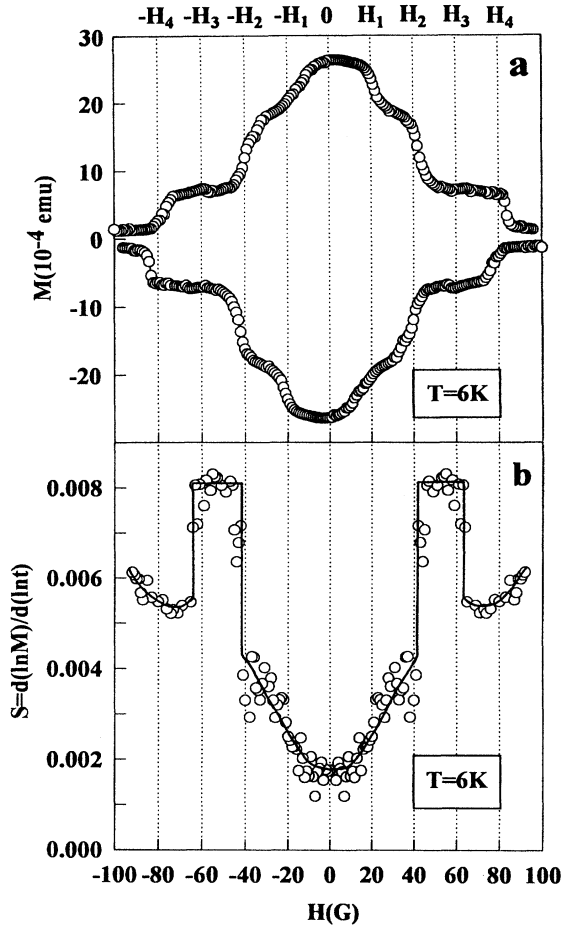 -H₄ -H₃ -H₂ -H₁ 0 H₁ H₂ H₃ H₄
30
a
20
10
0
-10
-20
M(10⁻⁴ emu)
T=6K
b
0.008
0.006
0.004
0.002
0.000
S=d(lnM)/d(lnt)
T=6K
-100 -80 -60 -40 -20 0 20 40 60 80 100
H(G)